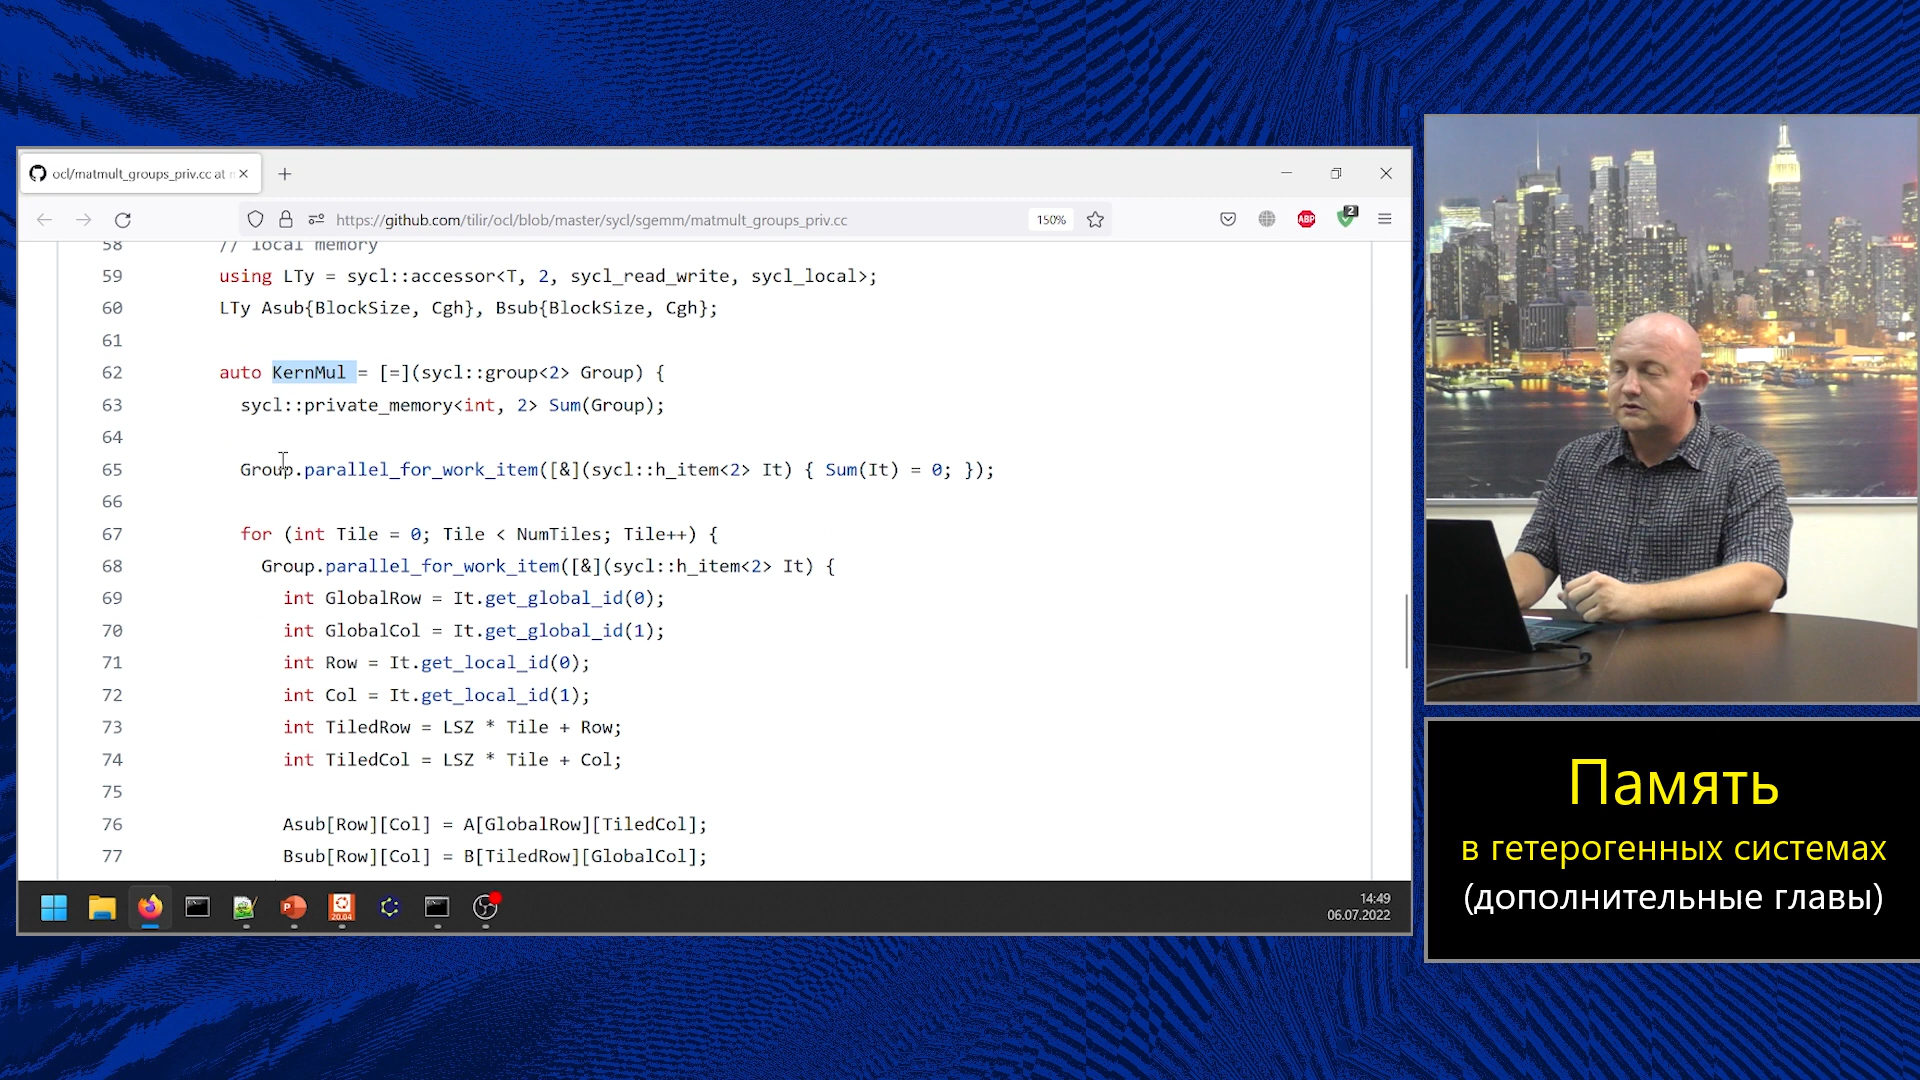 ocl/matmult_groups_priv.cc at
https://github.com/tilir/ocl/blob/master/sycl/sgemm/matmult_groups_priv.cc
150%
ABP
2
58 // local memory
59 using LTy = sycl::accessor<T, 2, sycl_read_write, sycl_local>;
60 LTy Asub{BlockSize, Cgh}, Bsub{BlockSize, Cgh};
61
62 auto KernMul = [=](sycl::group<2> Group) {
63 sycl::private_memory<int, 2> Sum(Group);
64
65 Group.parallel_for_work_item([&](sycl::h_item<2> It) { Sum(It) = 0; });
66
67 for (int Tile = 0; Tile < NumTiles; Tile++) {
68 Group.parallel_for_work_item([&](sycl::h_item<2> It) {
69 int GlobalRow = It.get_global_id(0);
70 int GlobalCol = It.get_global_id(1);
71 int Row = It.get_local_id(0);
72 int Col = It.get_local_id(1);
73 int TiledRow = LSZ * Tile + Row;
74 int TiledCol = LSZ * Tile + Col;
75
76 Asub[Row][Col] = A[GlobalRow][TiledCol];
77 Bsub[Row][Col] = B[TiledRow][GlobalCol];
P
20.04
14:49
06.07.2022
Память
в гетерогенных системах
(дополнительные главы)